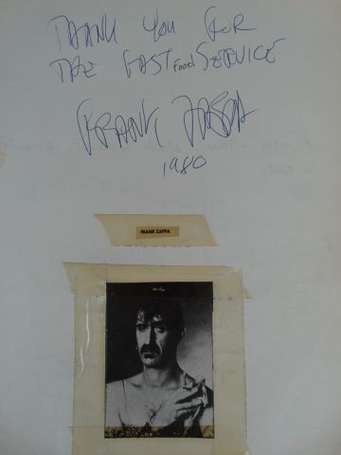 THANK YOU FOR
THE FAST Food SERVICE
FRANK ZAPPA
1980
FRANK ZAPPA